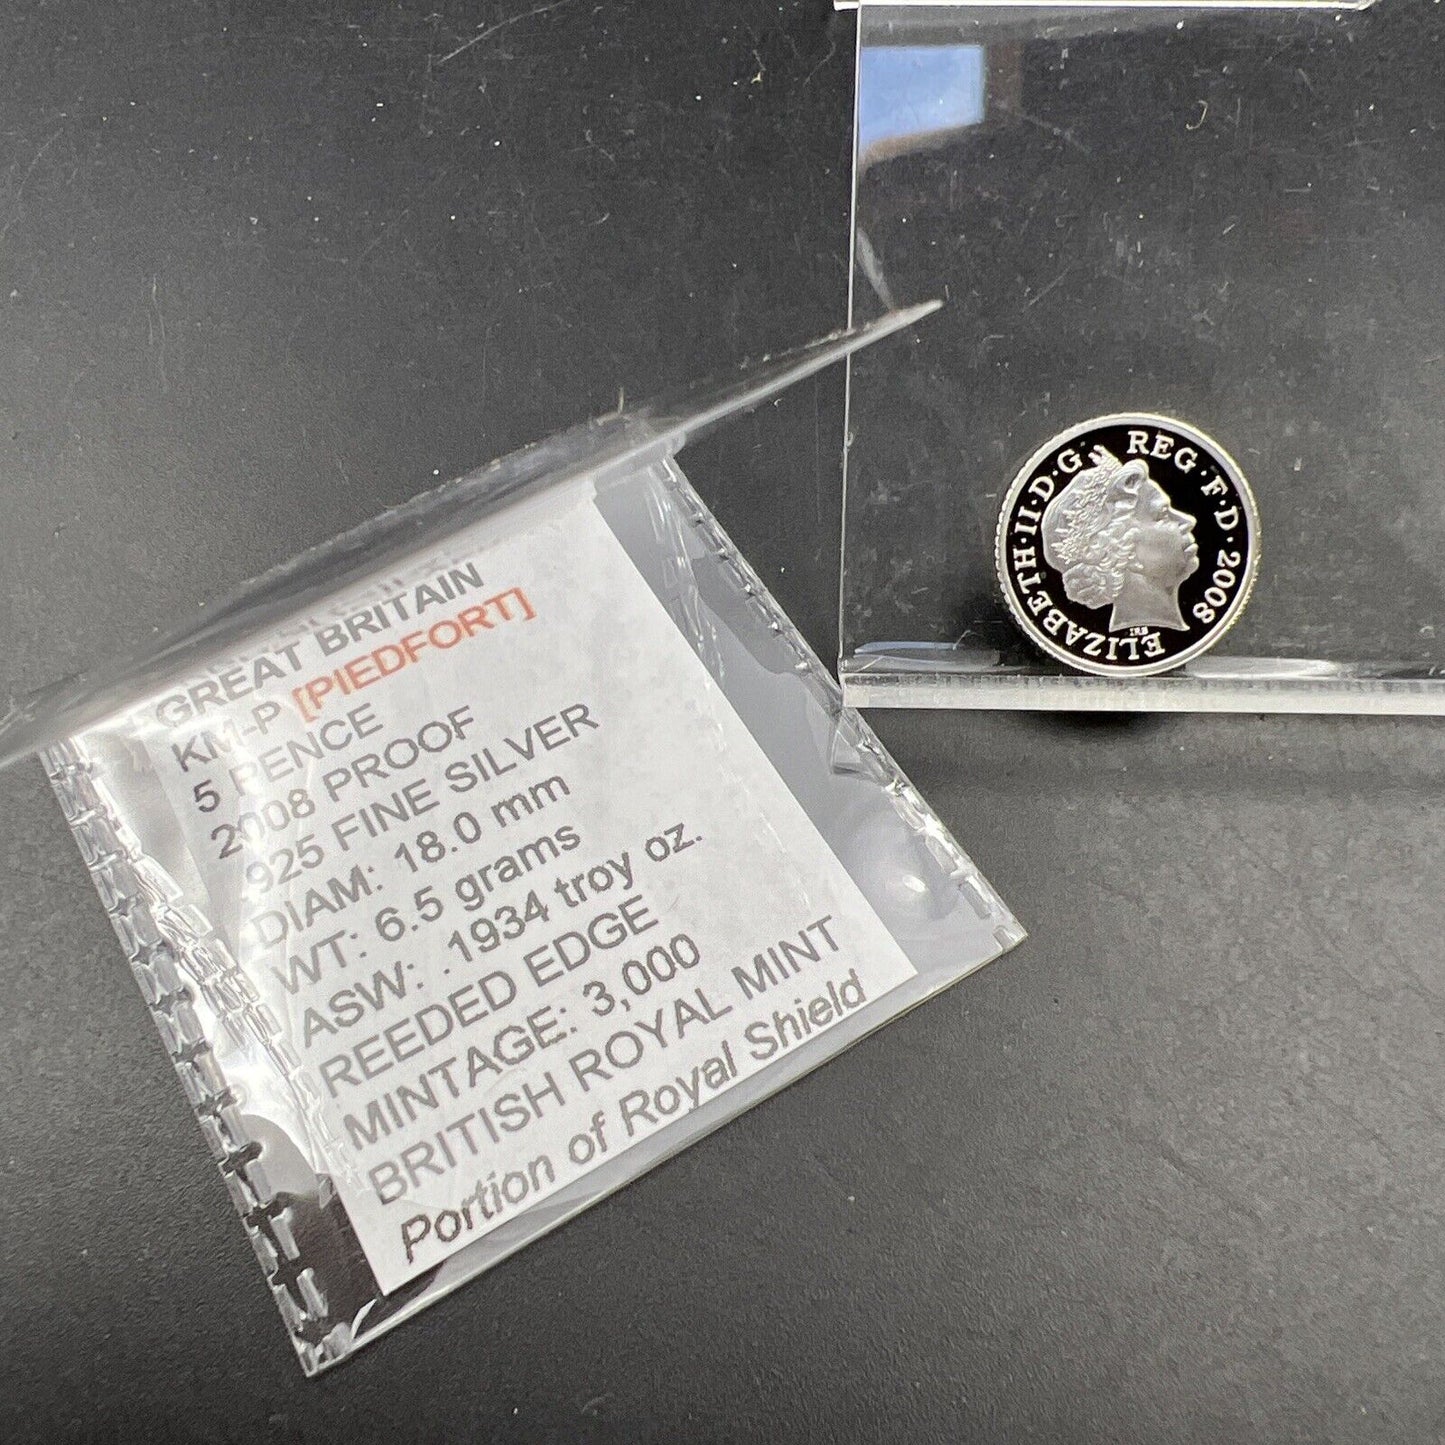 GREAT BRITAIN
KM-P [PIEDFORT]
5 PENCE
2008 PROOF
.925 FINE SILVER
DIAM: 18.0 mm
WT: 6.5 grams
ASW: .1934 troy oz.
REEDED EDGE
MINTAGE: 3,000
BRITISH ROYAL MINT
Portion of Royal Shield
ELIZABETH·II·D·G REG·F·D·2008
IRB